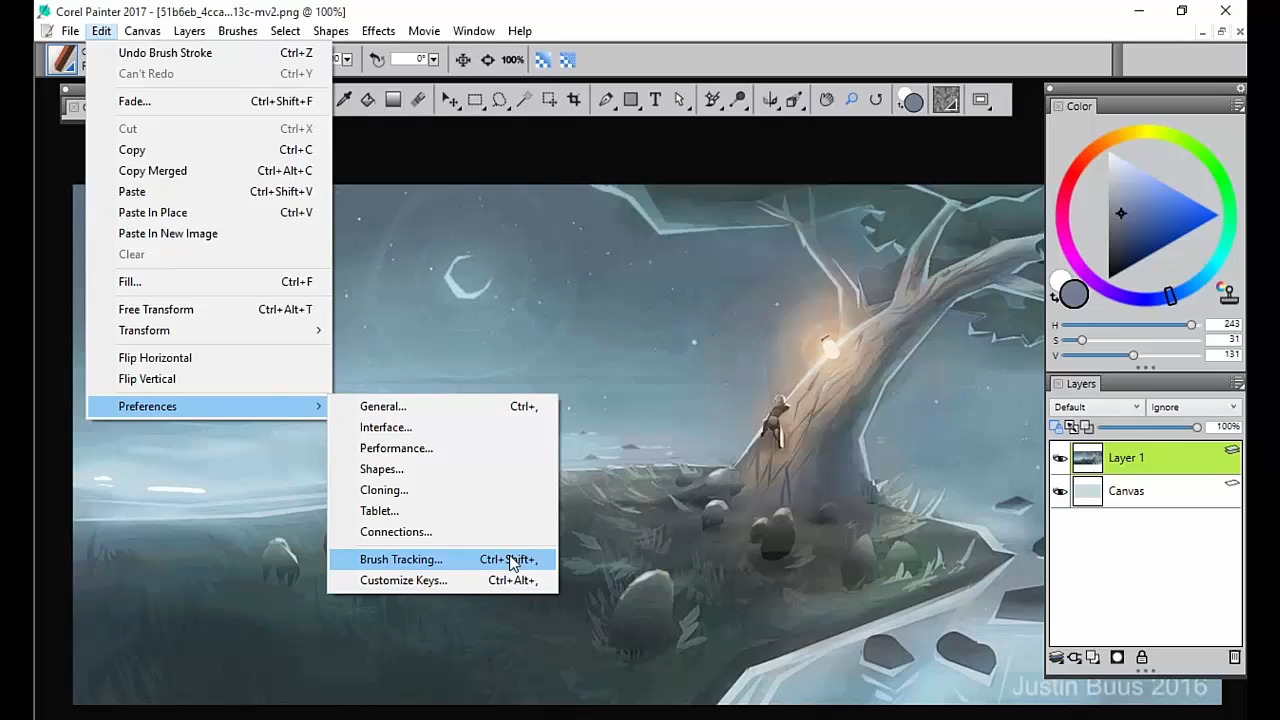 Corel Painter 2017 - [51b6eb_4cca...13c-mv2.png @ 100%]
File Edit Canvas Layers Brushes Select Shapes Effects Movie Window Help
0° 100%
Undo Brush Stroke Ctrl+Z
Can't Redo Ctrl+Y
Fade... Ctrl+Shift+F
Cut Ctrl+X
Copy Ctrl+C
Copy Merged Ctrl+Alt+C
Paste Ctrl+Shift+V
Paste In Place Ctrl+V
Paste In New Image
Clear
Fill... Ctrl+F
Free Transform Ctrl+Alt+T
Transform
Flip Horizontal
Flip Vertical
Preferences
General... Ctrl+,
Interface...
Performance...
Shapes...
Cloning...
Tablet...
Connections...
Brush Tracking... Ctrl+Shift+,
Customize Keys... Ctrl+Alt+,
Color
H 243
S 31
V 131
Layers
Default Ignore
100%
Layer 1
Canvas
Justin Buus 2016